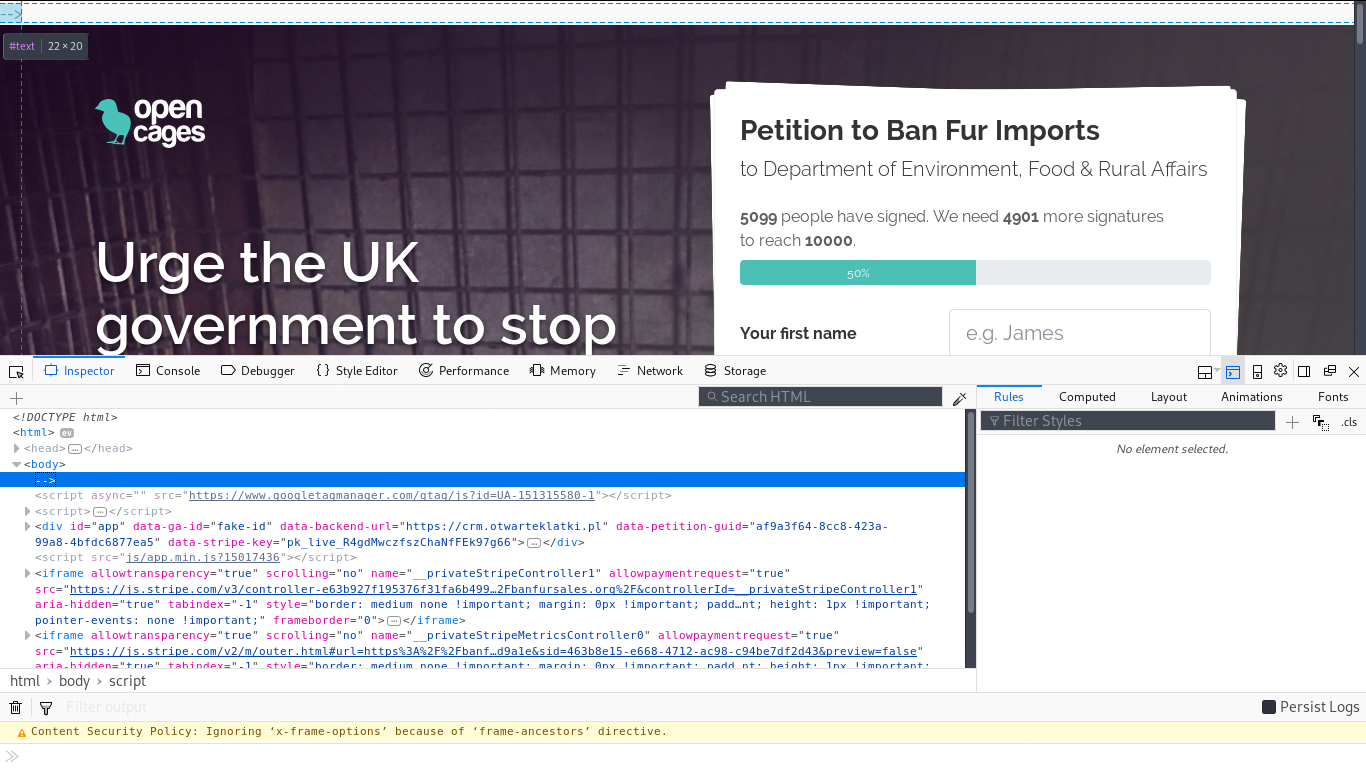 -->
#text 22 × 20
open
cages
Urge the UK
government to stop
Petition to Ban Fur Imports
to Department of Environment, Food & Rural Affairs
5099 people have signed. We need 4901 more signatures
to reach 10000.
50%
Your first name
e.g. James
Inspector Console Debugger Style Editor Performance Memory Network Storage
Search HTML
<!DOCTYPE html>
<html> ev
<head>…</head>
<body>
-->
<script async="" src="https://www.googletagmanager.com/gtag/js?id=UA-151315580-1"></script>
<script>…</script>
<div id="app" data-ga-id="fake-id" data-backend-url="https://crm.otwarteklatki.pl" data-petition-guid="af9a3f64-8cc8-423a-
99a8-4bfdc6877ea5" data-stripe-key="pk_live_R4gdMwczfszChaNfFEk97g66">…</div>
<script src="js/app.min.js?15017436"></script>
<iframe allowtransparency="true" scrolling="no" name="__privateStripeController1" allowpaymentrequest="true"
src="https://js.stripe.com/v3/controller-e63b927f195376f31fa6b499…2Fbanfursales.org%2F&controllerId=__privateStripeController1"
aria-hidden="true" tabindex="-1" style="border: medium none !important; margin: 0px !important; padd…nt; height: 1px !important;
pointer-events: none !important;" frameborder="0">…</iframe>
<iframe allowtransparency="true" scrolling="no" name="__privateStripeMetricsController0" allowpaymentrequest="true"
src="https://js.stripe.com/v2/m/outer.html#url=https%3A%2F%2Fbanf…d9a1e&sid=463b8e15-e668-4712-ac98-c94be7df2d43&preview=false"
aria-hidden="true" tabindex="-1" style="border: medium none !important; margin: 0px !important; padd…nt; height: 1px !important;
html › body › script
Rules Computed Layout Animations Fonts
Filter Styles
.cls
No element selected.
Filter output
Persist Logs
Content Security Policy: Ignoring ‘x-frame-options’ because of ‘frame-ancestors’ directive.